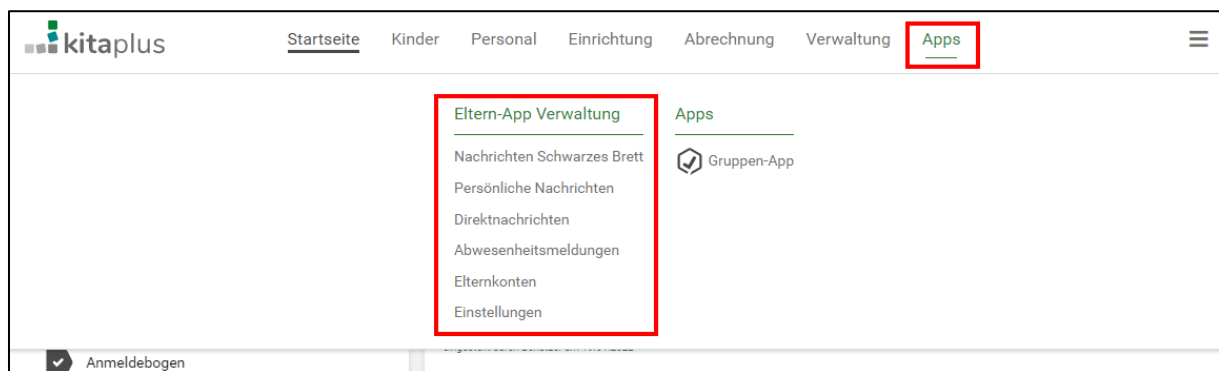 kitaplus
Startseite Kinder Personal Einrichtung Abrechnung Verwaltung Apps
Eltern-App Verwaltung
Nachrichten Schwarzes Brett
Persönliche Nachrichten
Direktnachrichten
Abwesenheitsmeldungen
Elternkonten
Einstellungen
Apps
Gruppen-App
Anmeldebogen